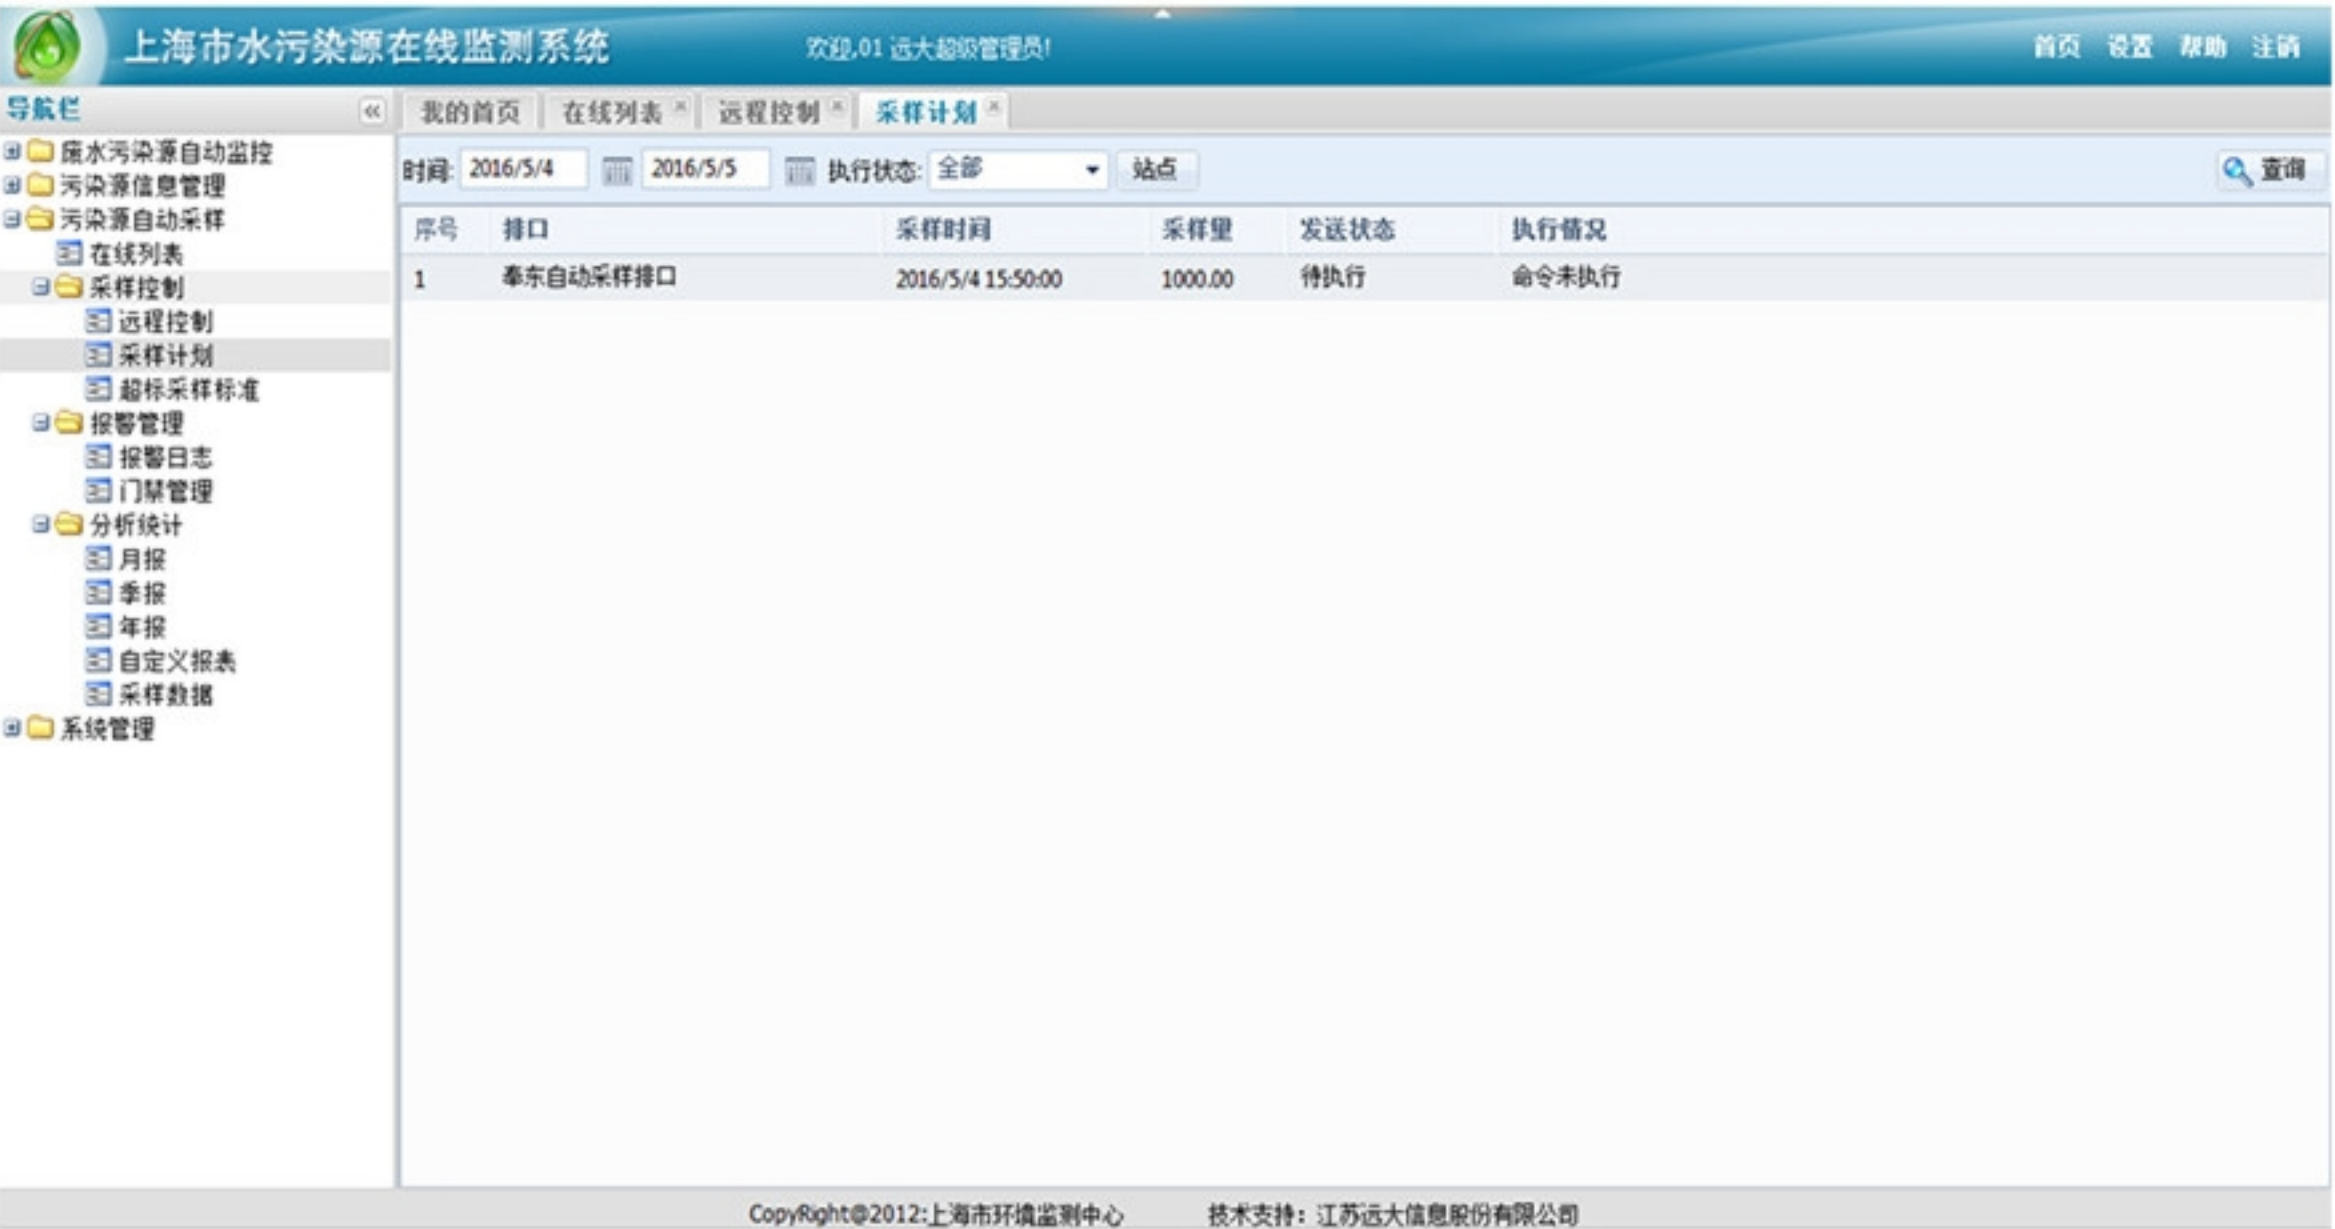 上海市水污染源在线监测系统
欢迎,01 远大超级管理员!
首页 设置 帮助 注销
导航栏
我的首页 在线列表 远程控制 采样计划
废水污染源自动监控
污染源信息管理
污染源自动采样
在线列表
采样控制
远程控制
采样计划
超标采样标准
报警管理
报警日志
门禁管理
分析统计
月报
季报
年报
自定义报表
采样数据
系统管理
时间: 2016/5/4 2016/5/5 执行状态: 全部 站点 查询
序号 排口 采样时间 采样量 发送状态 执行情况
1 奉东自动采样排口 2016/5/4 15:50:00 1000.00 待执行 命令未执行
CopyRight@2012:上海市环境监测中心 技术支持：江苏远大信息股份有限公司